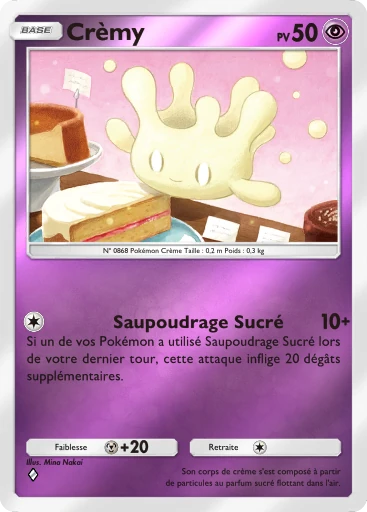 BASE Crèmy PV 50
N° 0868 Pokémon Crème Taille : 0,2 m Poids : 0,3 kg
Saupoudrage Sucré 10+
Si un de vos Pokémon a utilisé Saupoudrage Sucré lors
de votre dernier tour, cette attaque inflige 20 dégâts
supplémentaires.
Faiblesse +20 Retraite
Illus. Mina Nakai
Son corps de crème s'est composé à partir
de particules au parfum sucré flottant dans l'air.